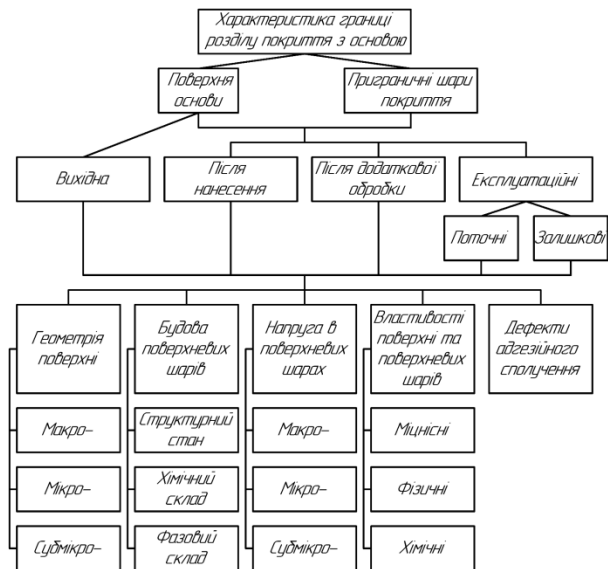 Характеристика границі
розділу покриття з основою
Поверхня
основи
Приграничні шари
покриття
Вихідна
Після
нанесення
Після додаткової
обробки
Експлуатаційні
Поточні
Залишкові
Геометрія
поверхні
Будова
поверхневих
шарів
Напруга в
поверхневих
шарах
Властивості
поверхні та
поверхневих
шарів
Дефекти
адгезійного
сполучення
Макро-
Структурний
стан
Макро-
Міцнісні
Мікро-
Хімічний
склад
Мікро-
Фізичні
Субмікро-
Фазовий
склад
Субмікро-
Хімічні